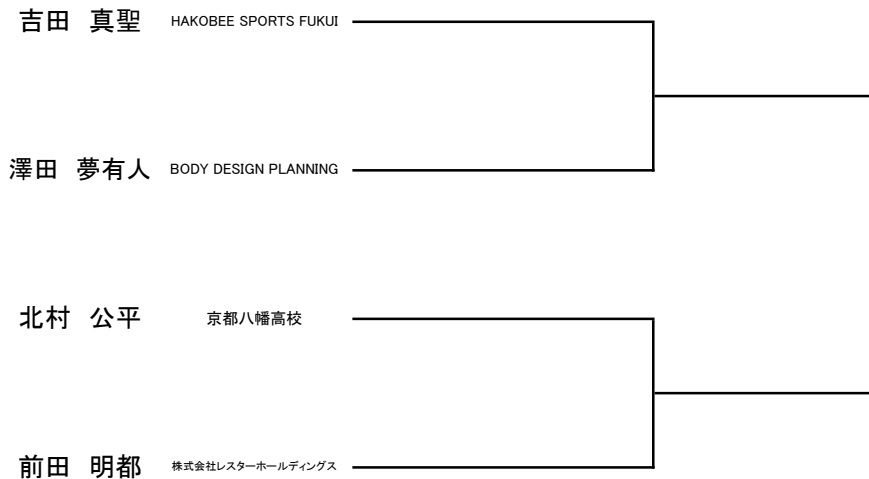 吉田　真聖　HAKOBEE SPORTS FUKUI
澤田　夢有人　BODY DESIGN PLANNING
北村　公平　京都八幡高校
前田　明都　株式会社レスターホールディングス